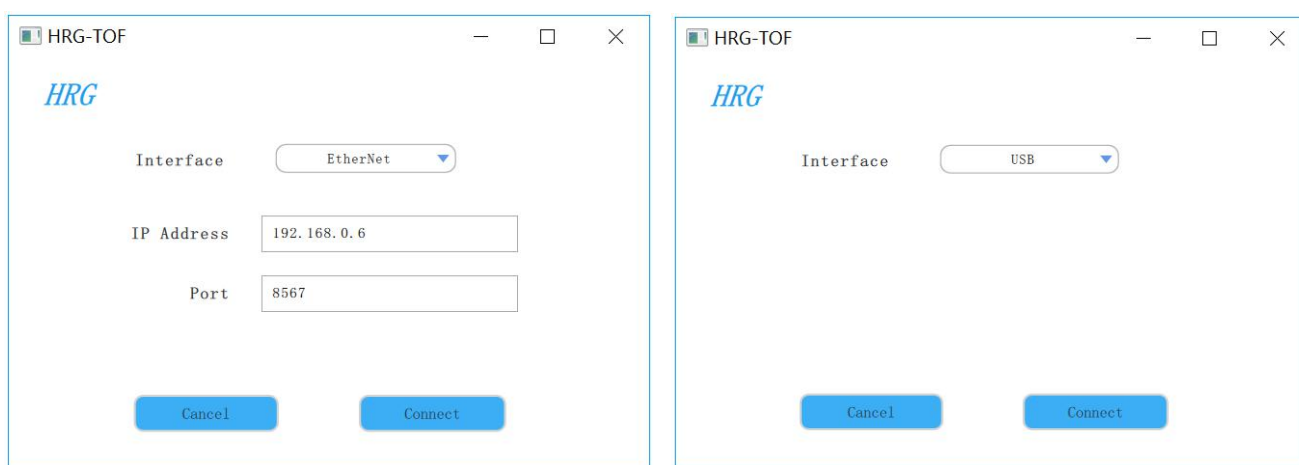 HRG-TOF
HRG
Interface EtherNet
IP Address 192.168.0.6
Port 8567
Cancel Connect
HRG-TOF
HRG
Interface USB
Cancel Connect